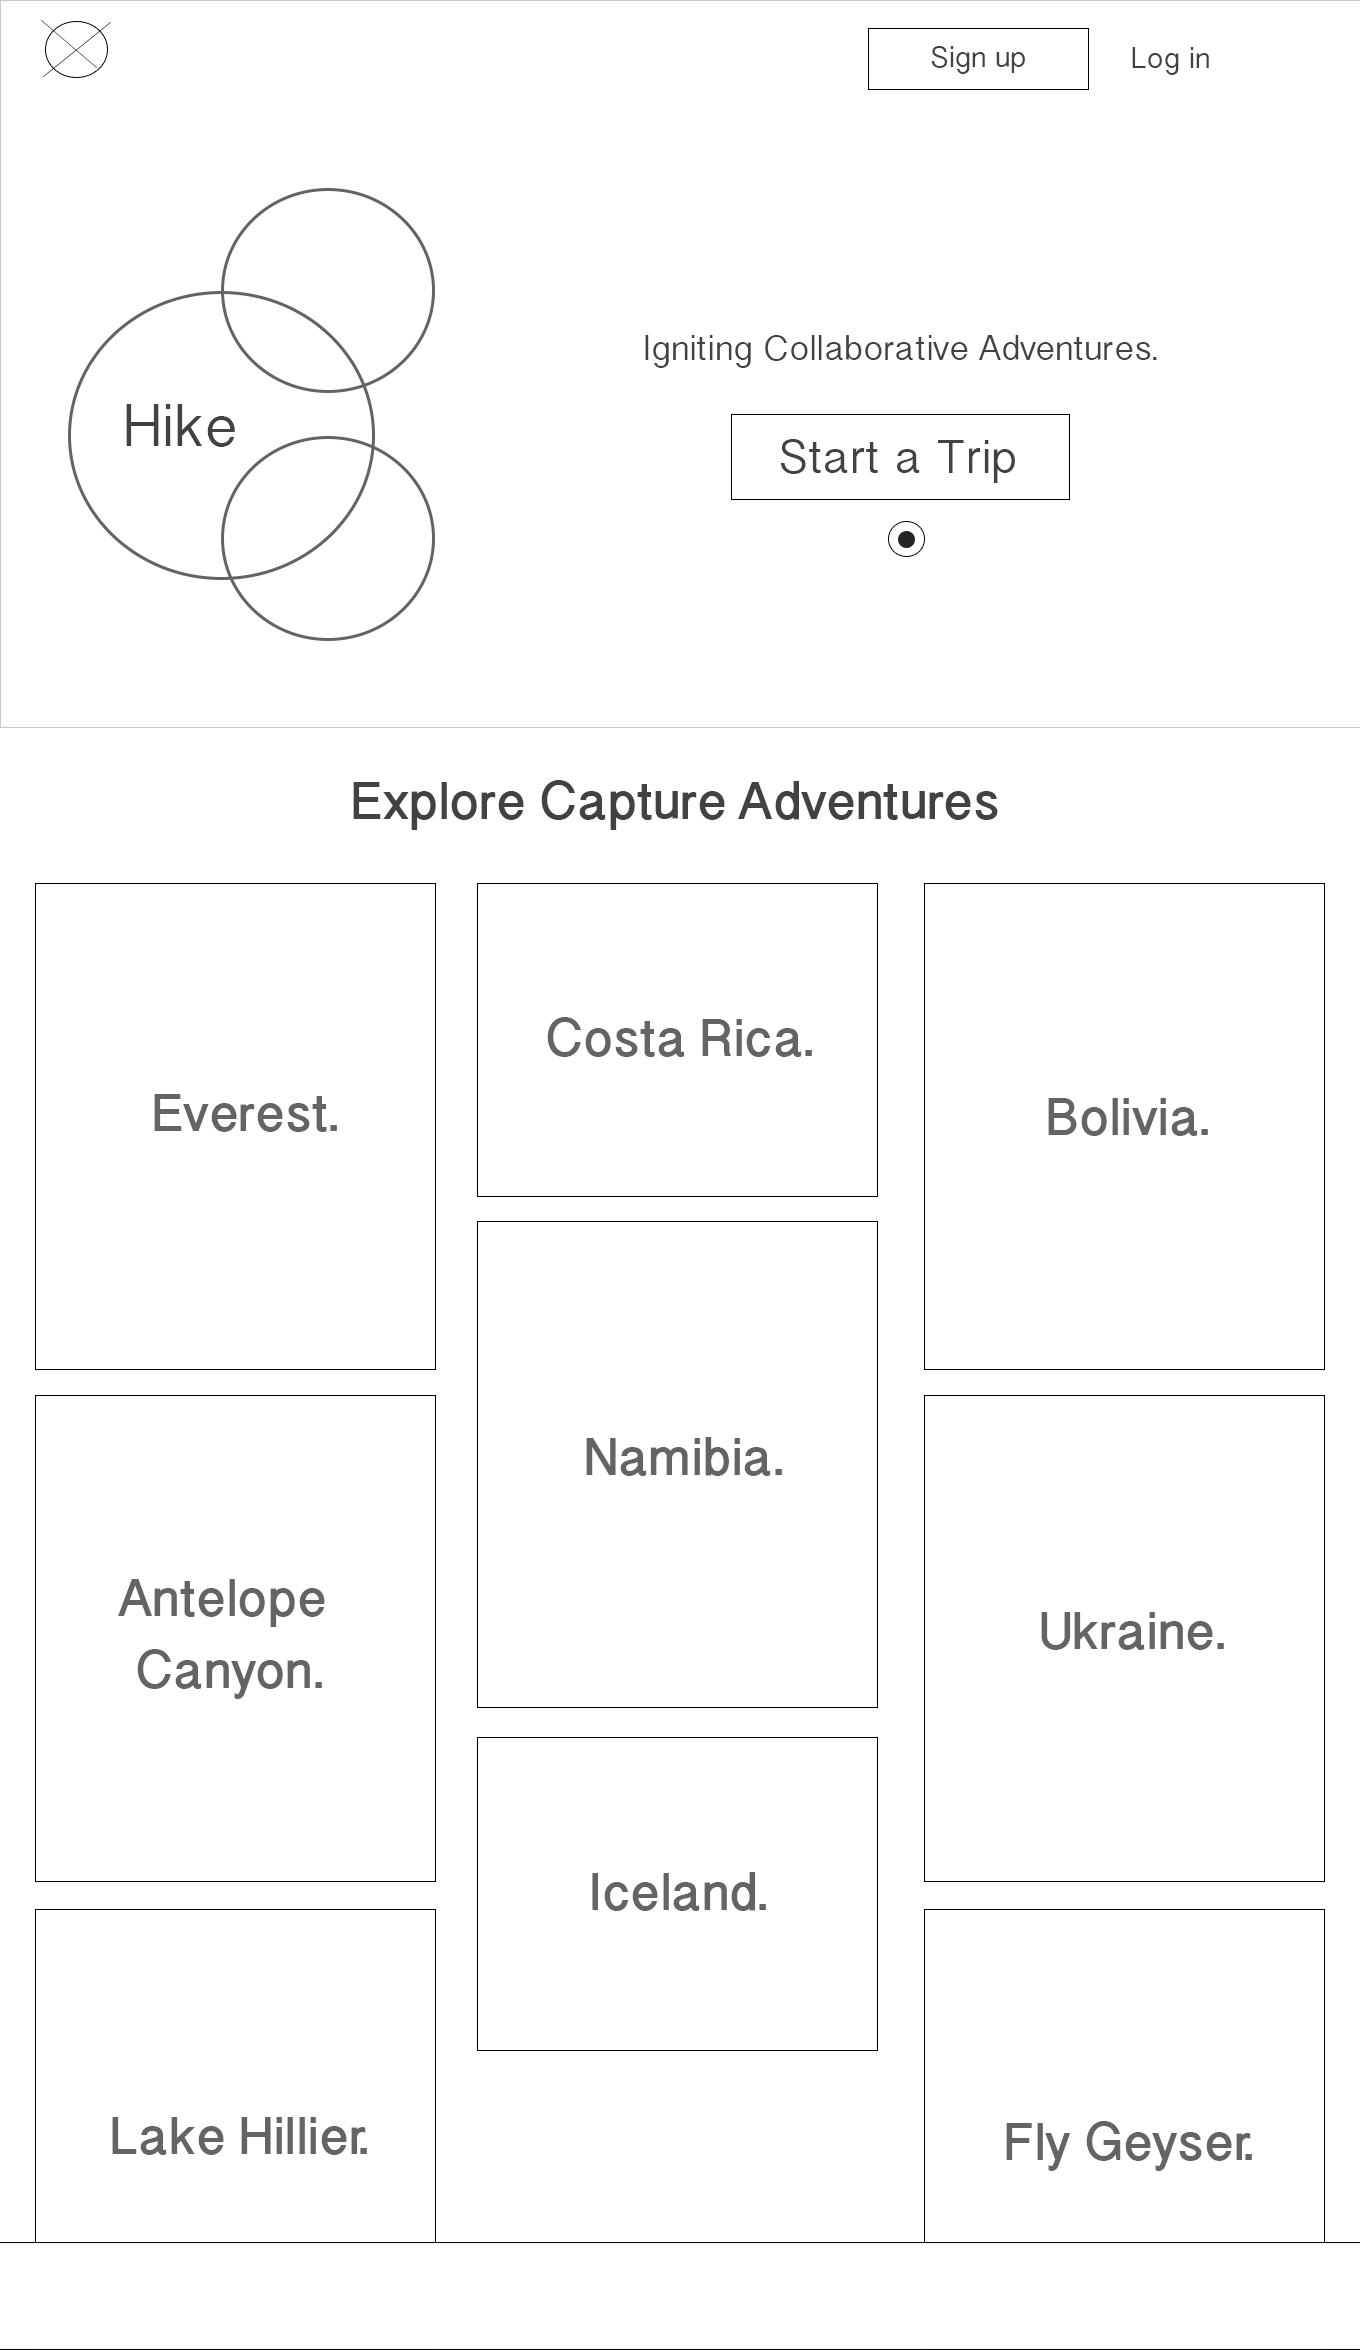 Sign up
Log in
Hike
Igniting Collaborative Adventures.
Start a Trip
Explore Capture Adventures
Everest.
Costa Rica.
Bolivia.
Namibia.
Antelope
Canyon.
Ukraine.
Iceland.
Lake Hillier.
Fly Geyser.